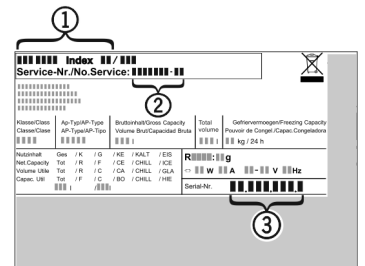 1
Index /
Service-Nr./No.Service: -
2
Klasse/Class Ap-Typ/AP-Type Bruttoinhalt/Gross Capacity Total Gefriervermoegen/Freezing Capacity
Classe/Clase AP-Type/AP-Tipo Volume Brut/Capacidad Bruta volume Pouvoir de Congel./Capac.Congeladora
l l kg / 24 h
Nutzinhalt Ges / K / G / KE / KALT / EIS
Net.Capacity Tot / R / F / CE / CHILL / ICE
Volume Utile Tot / R / C / CA / CHILL / GLA
Capac. Util Tot / F / C / BO / CHILL / HIE
l / l
R : g
W A - V Hz
Serial-Nr. , , ,
3